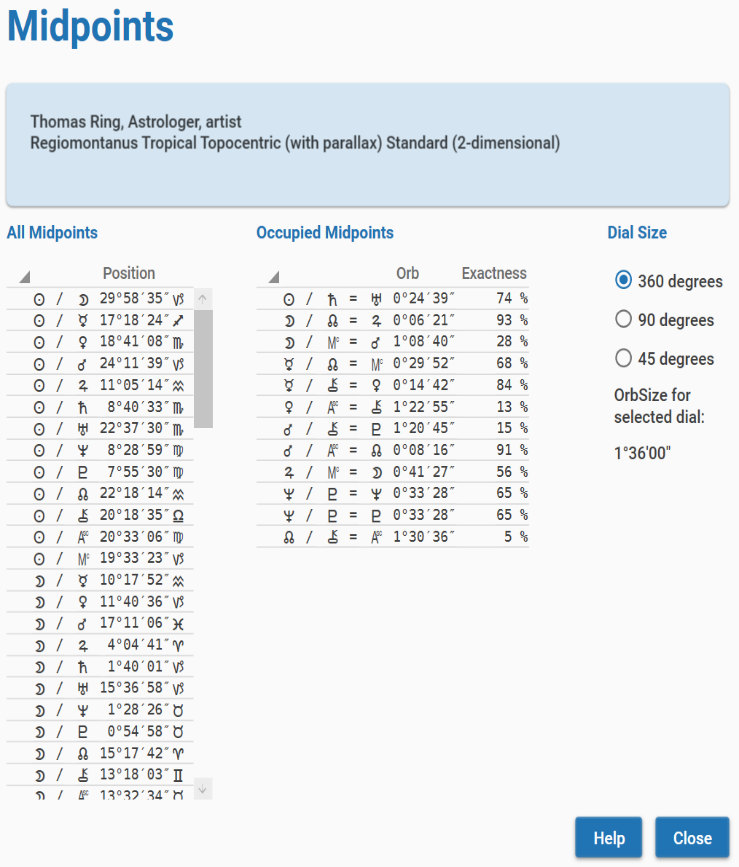 Midpoints
Thomas Ring, Astrologer, artist
Regiomontanus Tropical Topocentric (with parallax) Standard (2-dimensional)
All Midpoints
Position
☉ / ☽ 29°58′35″ ♑
☉ / ☿ 17°18′24″ ♐
☉ / ♀ 18°41′08″ ♏
☉ / ♂ 24°11′39″ ♑
☉ / ♃ 11°05′14″ ♒
☉ / ♄ 8°40′33″ ♏
☉ / ♅ 22°37′30″ ♏
☉ / ♆ 8°28′59″ ♍
☉ / ♇ 7°55′30″ ♍
☉ / ☊ 22°18′14″ ♒
☉ / ⚷ 20°18′35″ ♎
☉ / Asc 20°33′06″ ♍
☉ / Mc 19°33′23″ ♑
☽ / ☿ 10°17′52″ ♒
☽ / ♀ 11°40′36″ ♑
☽ / ♂ 17°11′06″ ♓
☽ / ♃ 4°04′41″ ♈
☽ / ♄ 1°40′01″ ♑
☽ / ♅ 15°36′58″ ♑
☽ / ♆ 1°28′26″ ♉
☽ / ♇ 0°54′58″ ♉
☽ / ☊ 15°17′42″ ♈
☽ / ⚷ 13°18′03″ ♊
☽ / Asc 13°32′34″ ♉
Occupied Midpoints
Orb Exactness
☉ / ♄ = ♅ 0°24′39″ 74 %
☽ / ☊ = ♃ 0°06′21″ 93 %
☽ / Mc = ♂ 1°08′40″ 28 %
☿ / ☊ = Mc 0°29′52″ 68 %
☿ / ⚷ = ♀ 0°14′42″ 84 %
♀ / Asc = ⚷ 1°22′55″ 13 %
♂ / ⚷ = ♇ 1°20′45″ 15 %
♂ / Asc = ☊ 0°08′16″ 91 %
♃ / Mc = ☽ 0°41′27″ 56 %
♆ / ♇ = ♆ 0°33′28″ 65 %
♆ / ♇ = ♇ 0°33′28″ 65 %
☊ / ⚷ = Asc 1°30′36″ 5 %
Dial Size
360 degrees
90 degrees
45 degrees
OrbSize for
selected dial:
1°36'00"
Help
Close